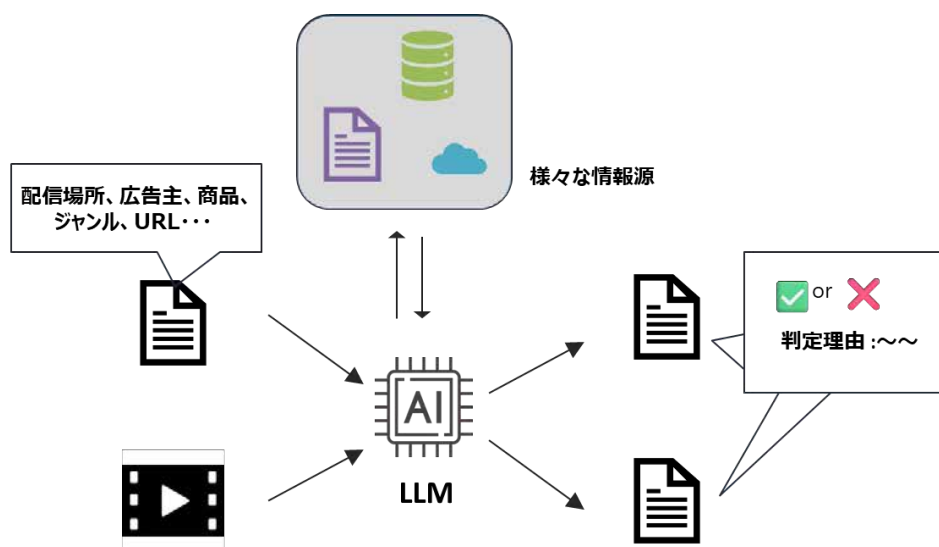 様々な情報源
配信場所、広告主、商品、
ジャンル、URL・・・
or
判定理由 :～～
AI
LLM